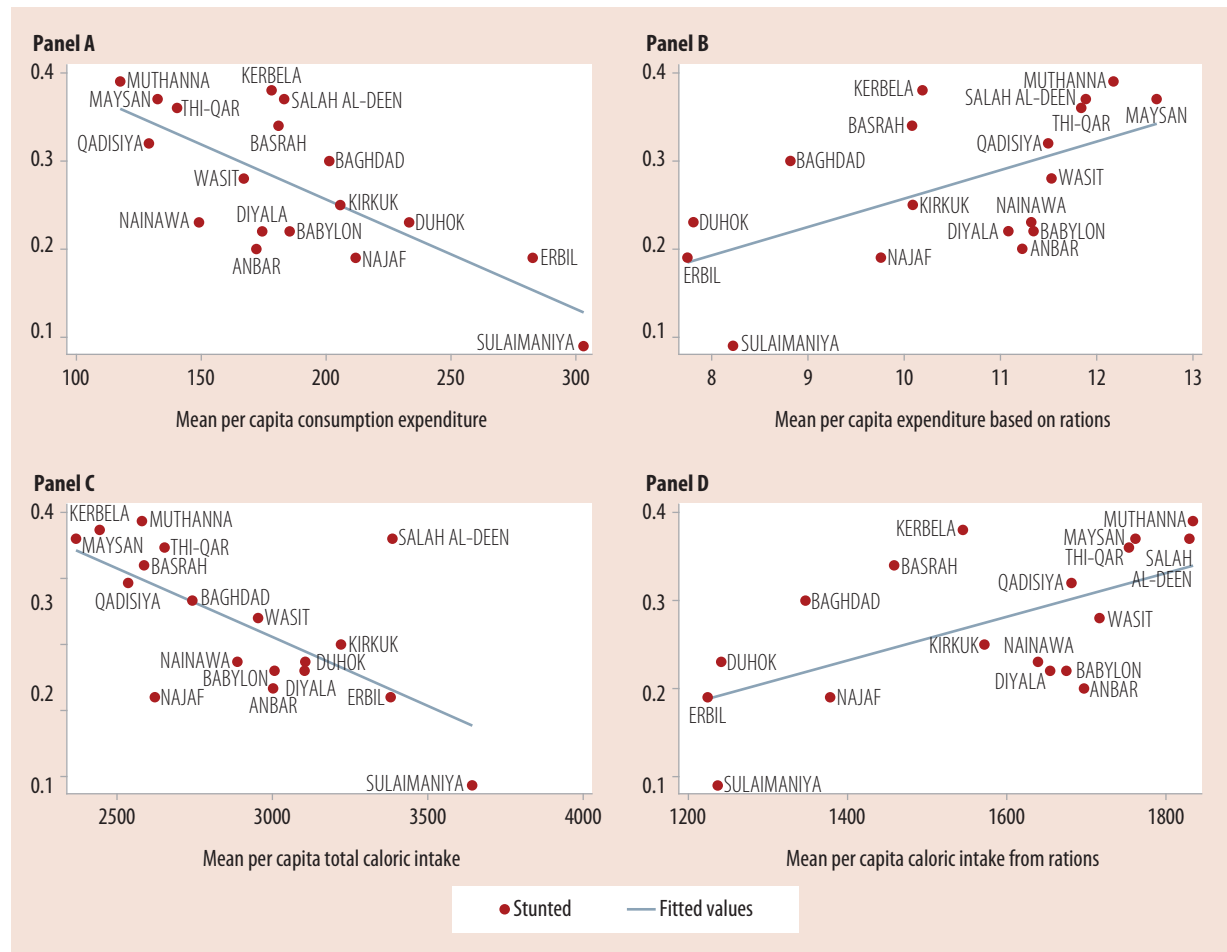 Panel A
0.4
0.3
0.2
0.1
MUTHANNA
KERBELA
MAYSAN
THI-QAR
SALAH AL-DEEN
QADISIYA
BASRAH
BAGHDAD
WASIT
KIRKUK
NAINAWA
DIYALA
BABYLON
DUHOK
ANBAR
NAJAF
ERBIL
SULAIMANIYA
100 150 200 250 300
Mean per capita consumption expenditure
Panel B
0.4
0.3
0.2
0.1
MUTHANNA
KERBELA
SALAH AL-DEEN
MAYSAN
THI-QAR
BASRAH
QADISIYA
BAGHDAD
WASIT
KIRKUK
NAINAWA
DUHOK
DIYALA
BABYLON
ANBAR
NAJAF
ERBIL
SULAIMANIYA
8 9 10 11 12 13
Mean per capita expenditure based on rations
Panel C
0.4
0.3
0.2
0.1
KERBELA
MUTHANNA
MAYSAN
THI-QAR
SALAH AL-DEEN
BASRAH
QADISIYA
BAGHDAD
WASIT
KIRKUK
NAINAWA
DUHOK
BABYLON
DIYALA
NAJAF
ANBAR
ERBIL
SULAIMANIYA
2500 3000 3500 4000
Mean per capita total caloric intake
Panel D
0.4
0.3
0.2
0.1
MUTHANNA
KERBELA
MAYSAN
THI-QAR
SALAH
AL-DEEN
BASRAH
QADISIYA
BAGHDAD
WASIT
KIRKUK
NAINAWA
DUHOK
DIYALA
BABYLON
ANBAR
NAJAF
ERBIL
SULAIMANIYA
1200 1400 1600 1800
Mean per capita caloric intake from rations
Stunted
Fitted values